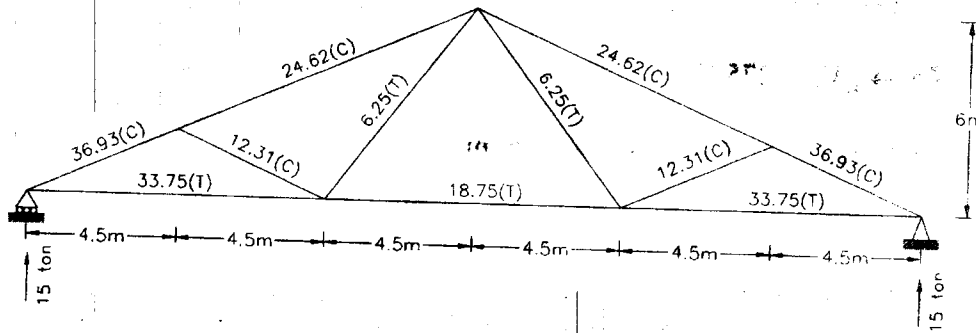 24.62(C)
24.62(C)
6.25(T)
6.25(T)
36.93(C)
12.31(C)
12.31(C)
36.93(C)
33.75(T)
18.75(T)
33.75(T)
4.5m 4.5m 4.5m 4.5m 4.5m 4.5m
15 ton
15 ton